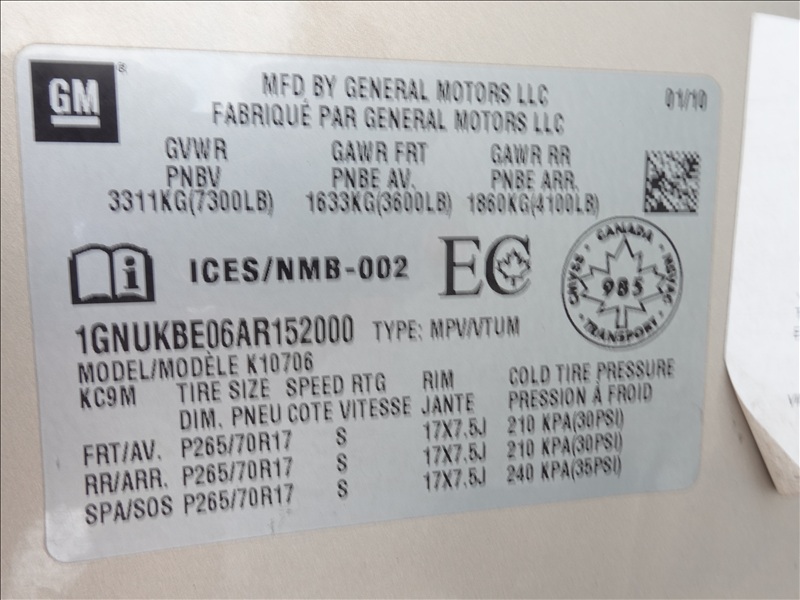 GM
MFD BY GENERAL MOTORS LLC 01/10
FABRIQUÉ PAR GENERAL MOTORS LLC
GVWR GAWR FRT GAWR RR
PNBV PNBE AV. PNBE ARR.
3311KG(7300LB) 1633KG(3600LB) 1860KG(4100LB)
i ICES/NMB-002 EC
CANADA
CMVSS 985 NSVAC
TRANSPORT
1GNUKBE06AR152000 TYPE: MPV/VTUM
MODEL/MODÈLE K10706
KC9M TIRE SIZE SPEED RTG RIM COLD TIRE PRESSURE
DIM. PNEU COTE VITESSE JANTE PRESSION À FROID
FRT/AV. P265/70R17 S 17X7.5J 210 KPA(30PSI)
RR/ARR. P265/70R17 S 17X7.5J 210 KPA(30PSI)
SPA/SOS P265/70R17 S 17X7.5J 240 KPA(35PSI)